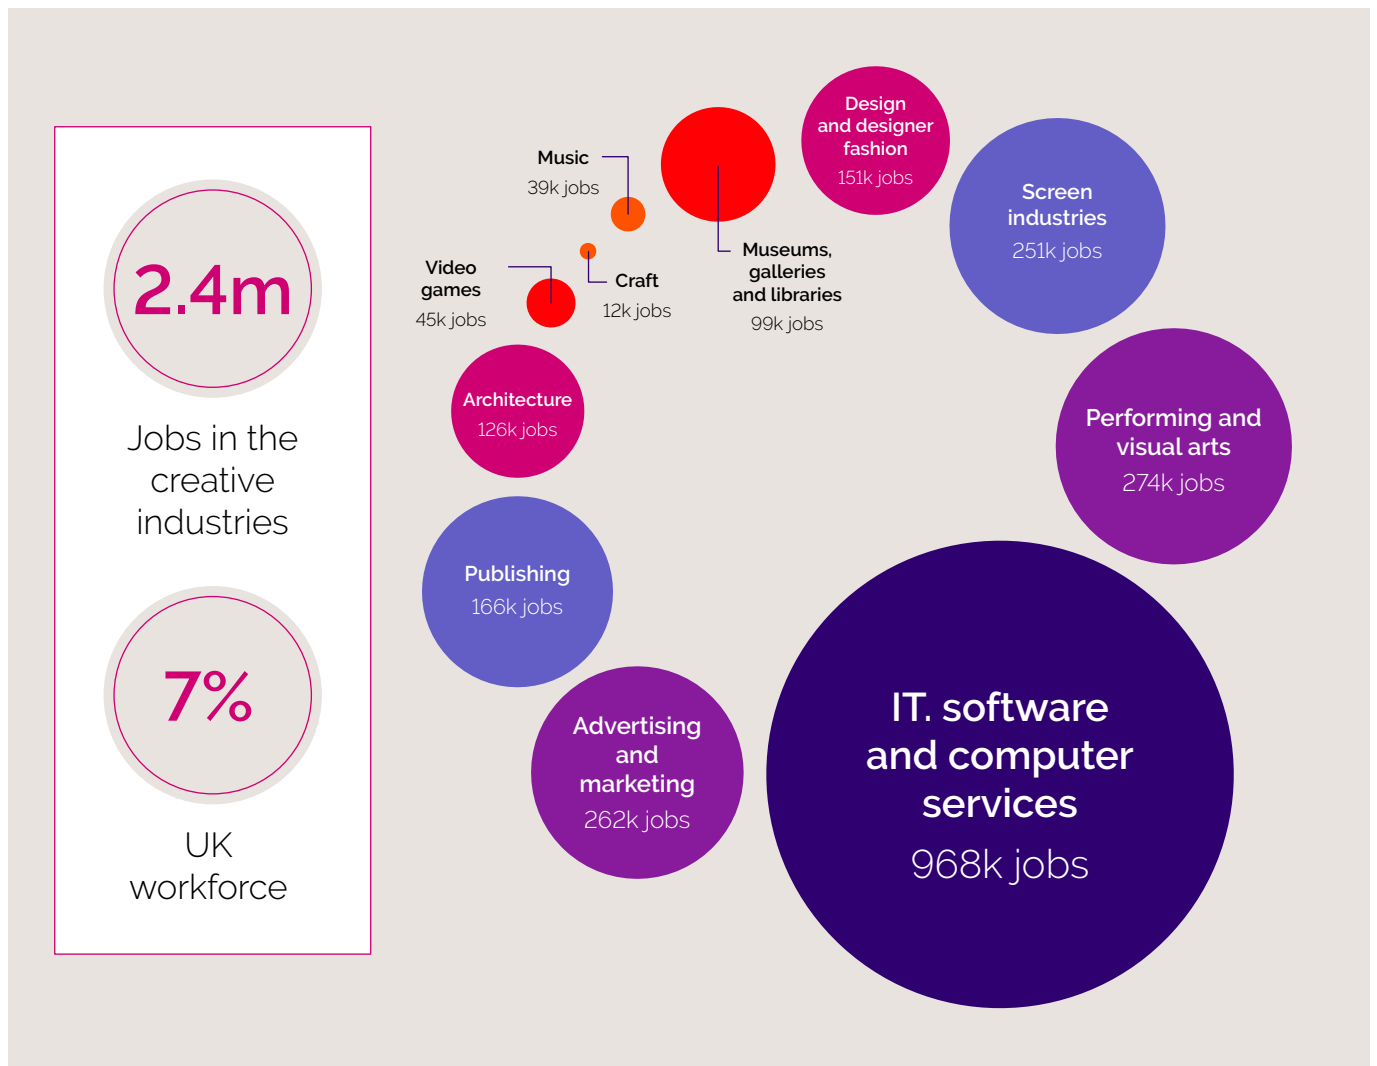 2.4m
Jobs in the
creative
industries
7%
UK
workforce
Music
39k jobs
Video
games
45k jobs
Craft
12k jobs
Museums,
galleries
and libraries
99k jobs
Design
and designer
fashion
151k jobs
Screen
industries
251k jobs
Performing and
visual arts
274k jobs
IT. software
and computer
services
968k jobs
Advertising
and
marketing
262k jobs
Publishing
166k jobs
Architecture
126k jobs